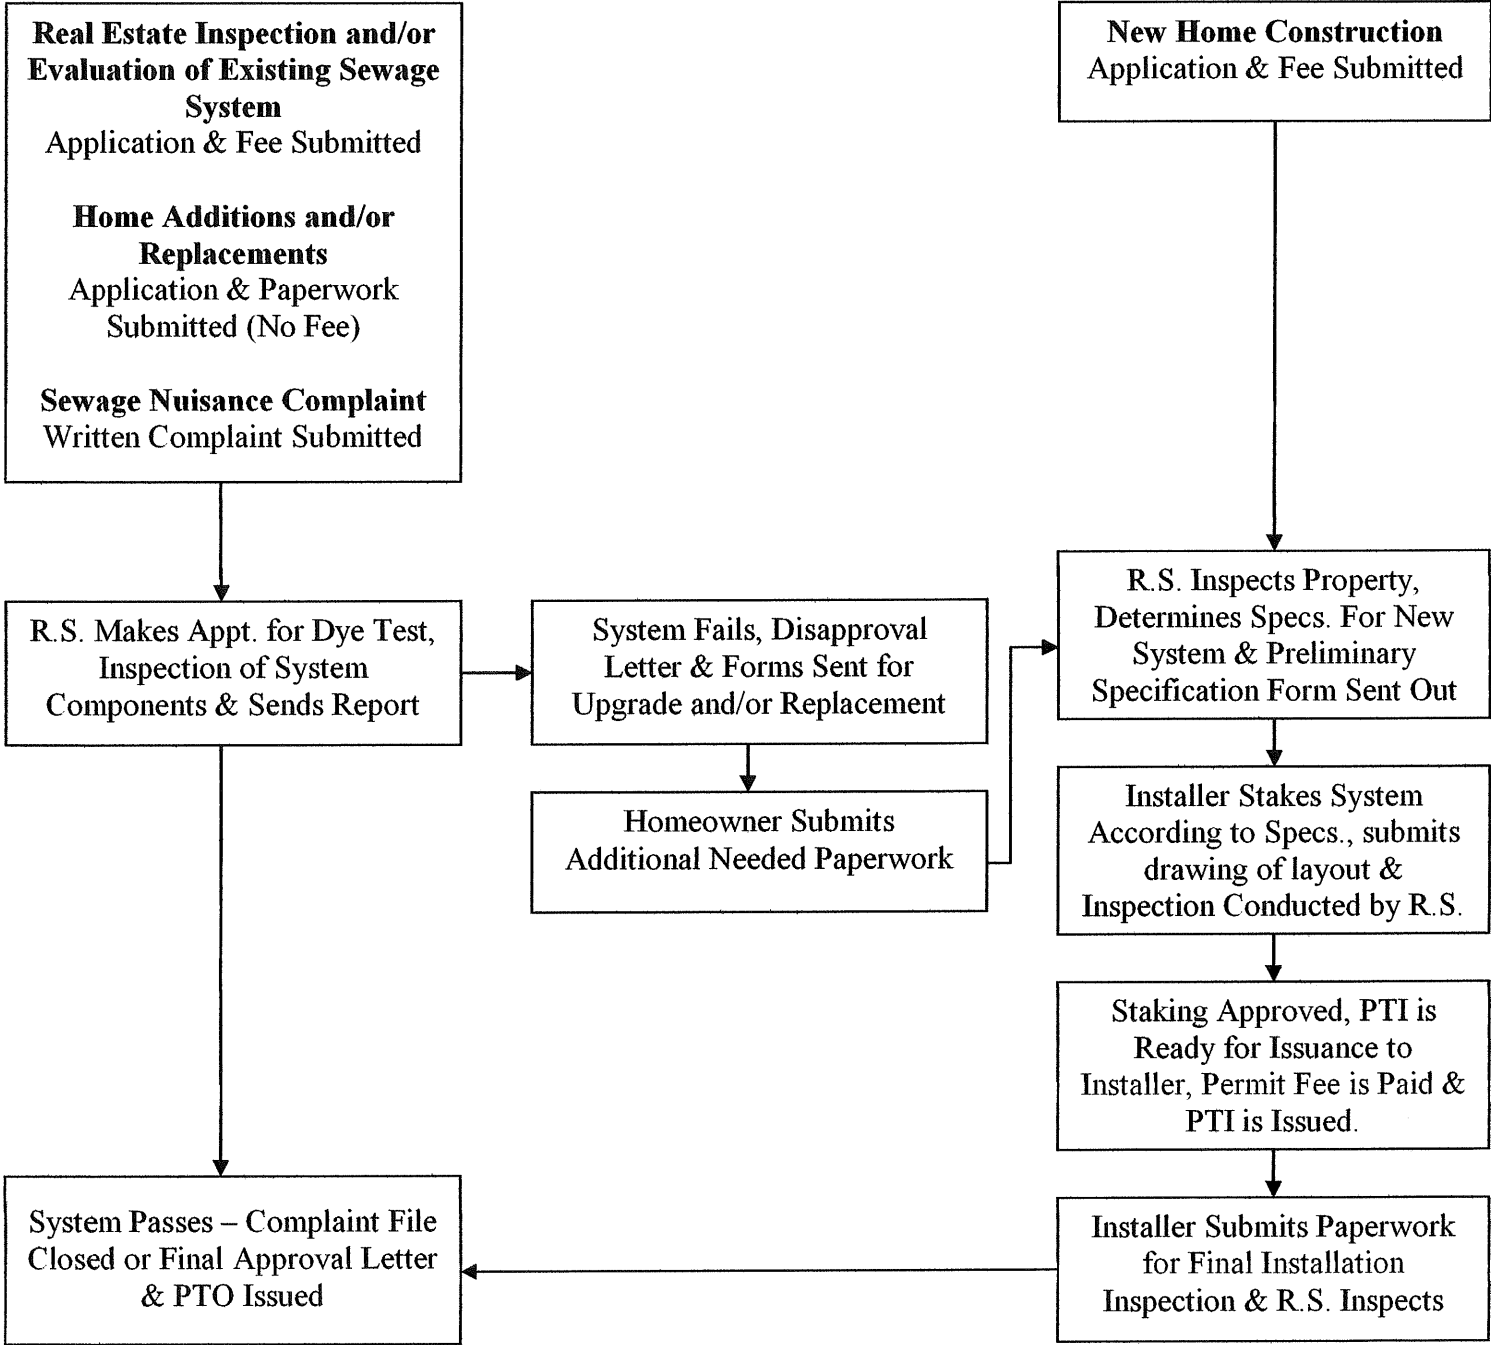 Real Estate Inspection and/or
Evaluation of Existing Sewage
System
Application & Fee Submitted
Home Additions and/or
Replacements
Application & Paperwork
Submitted (No Fee)
Sewage Nuisance Complaint
Written Complaint Submitted
New Home Construction
Application & Fee Submitted
R.S. Makes Appt. for Dye Test,
Inspection of System
Components & Sends Report
System Fails, Disapproval
Letter & Forms Sent for
Upgrade and/or Replacement
Homeowner Submits
Additional Needed Paperwork
R.S. Inspects Property,
Determines Specs. For New
System & Preliminary
Specification Form Sent Out
Installer Stakes System
According to Specs., submits
drawing of layout &
Inspection Conducted by R.S.
Staking Approved, PTI is
Ready for Issuance to
Installer, Permit Fee is Paid &
PTI is Issued.
Installer Submits Paperwork
for Final Installation
Inspection & R.S. Inspects
System Passes – Complaint File
Closed or Final Approval Letter
& PTO Issued